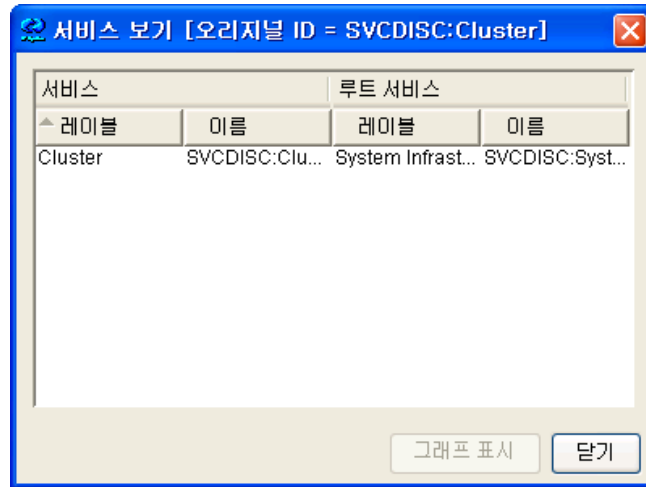 서비스 보기 [오리지널 ID = SVCDISC:Cluster]
서비스 루트 서비스
레이블 이름 레이블 이름
Cluster SVCDISC:Clu... System Infrast... SVCDISC:Syst...
그래프 표시 닫기